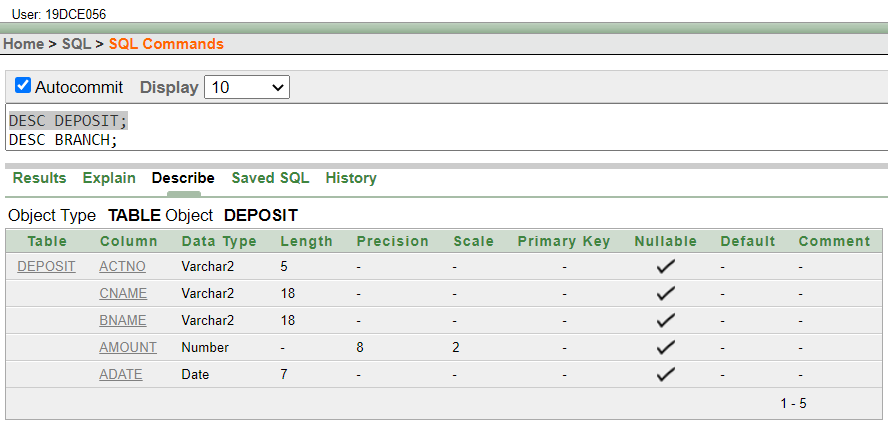 User: 19DCE056
Home > SQL > SQL Commands
Autocommit Display 10
DESC DEPOSIT;
DESC BRANCH;
Results Explain Describe Saved SQL History
Object Type TABLE Object DEPOSIT
Table Column Data Type Length Precision Scale Primary Key Nullable Default Comment
DEPOSIT ACTNO Varchar2 5 - - - - -
CNAME Varchar2 18 - - - - -
BNAME Varchar2 18 - - - - -
AMOUNT Number - 8 2 - - -
ADATE Date 7 - - - - -
1 - 5